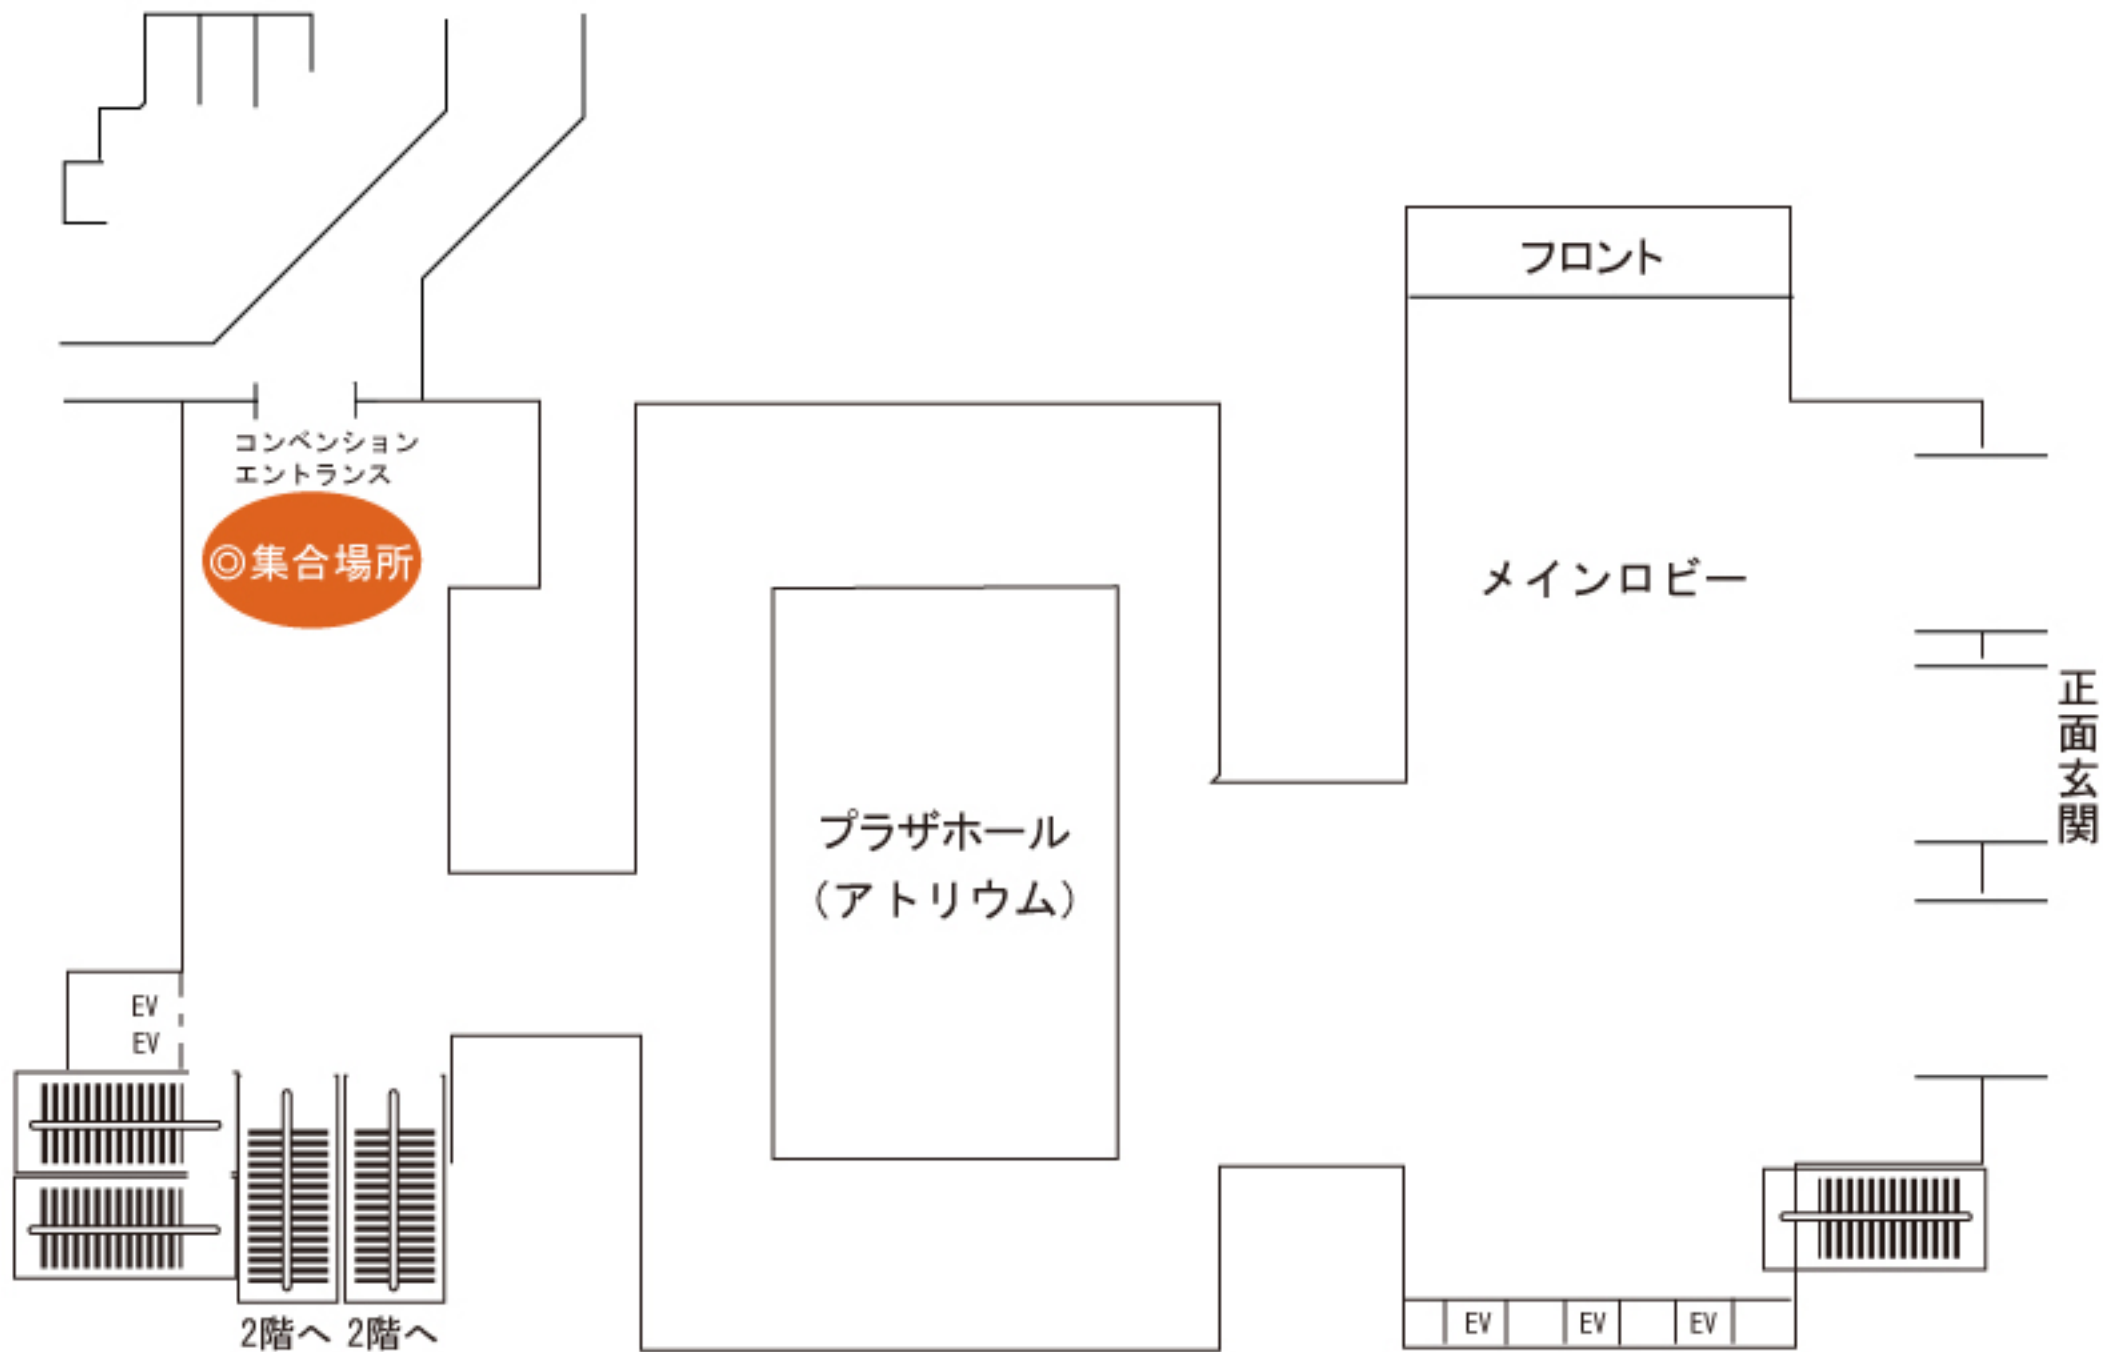 フロント
コンベンション
エントランス
◎集合場所
メインロビー
正面玄関
プラザホール
（アトリウム）
EV
EV
2階へ 2階へ
EV EV EV